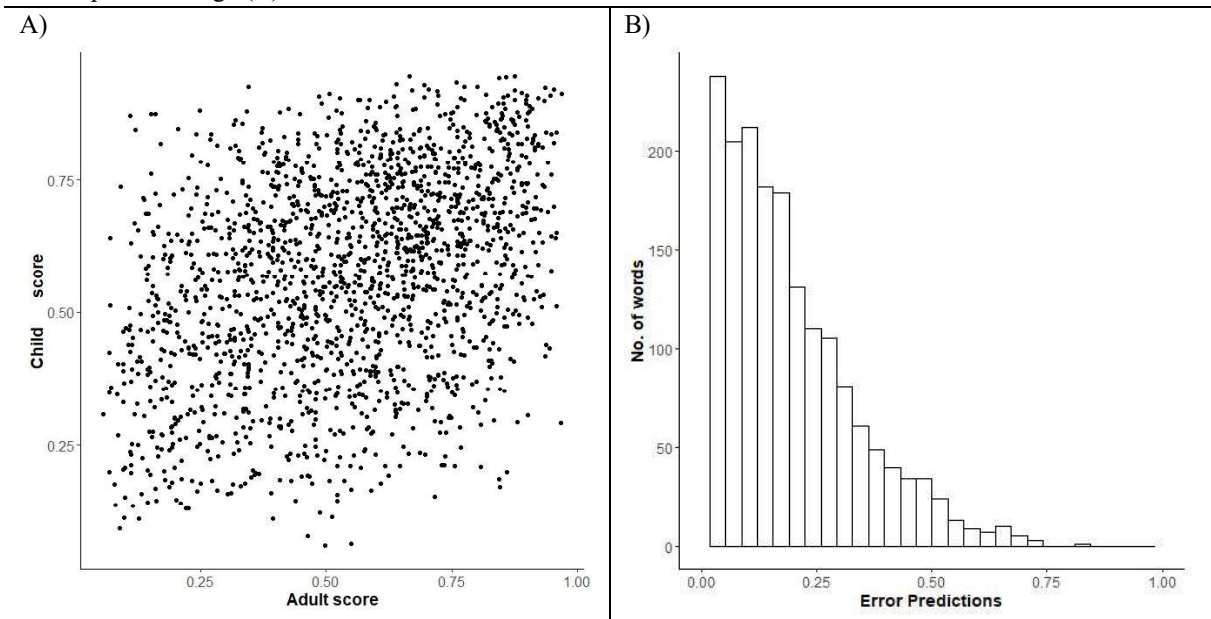 A)
Child score
0.75
0.50
0.25
0.25 0.50 0.75 1.00
Adult score
B)
No. of words
200
150
100
50
0
0.00 0.25 0.50 0.75 1.00
Error Predictions